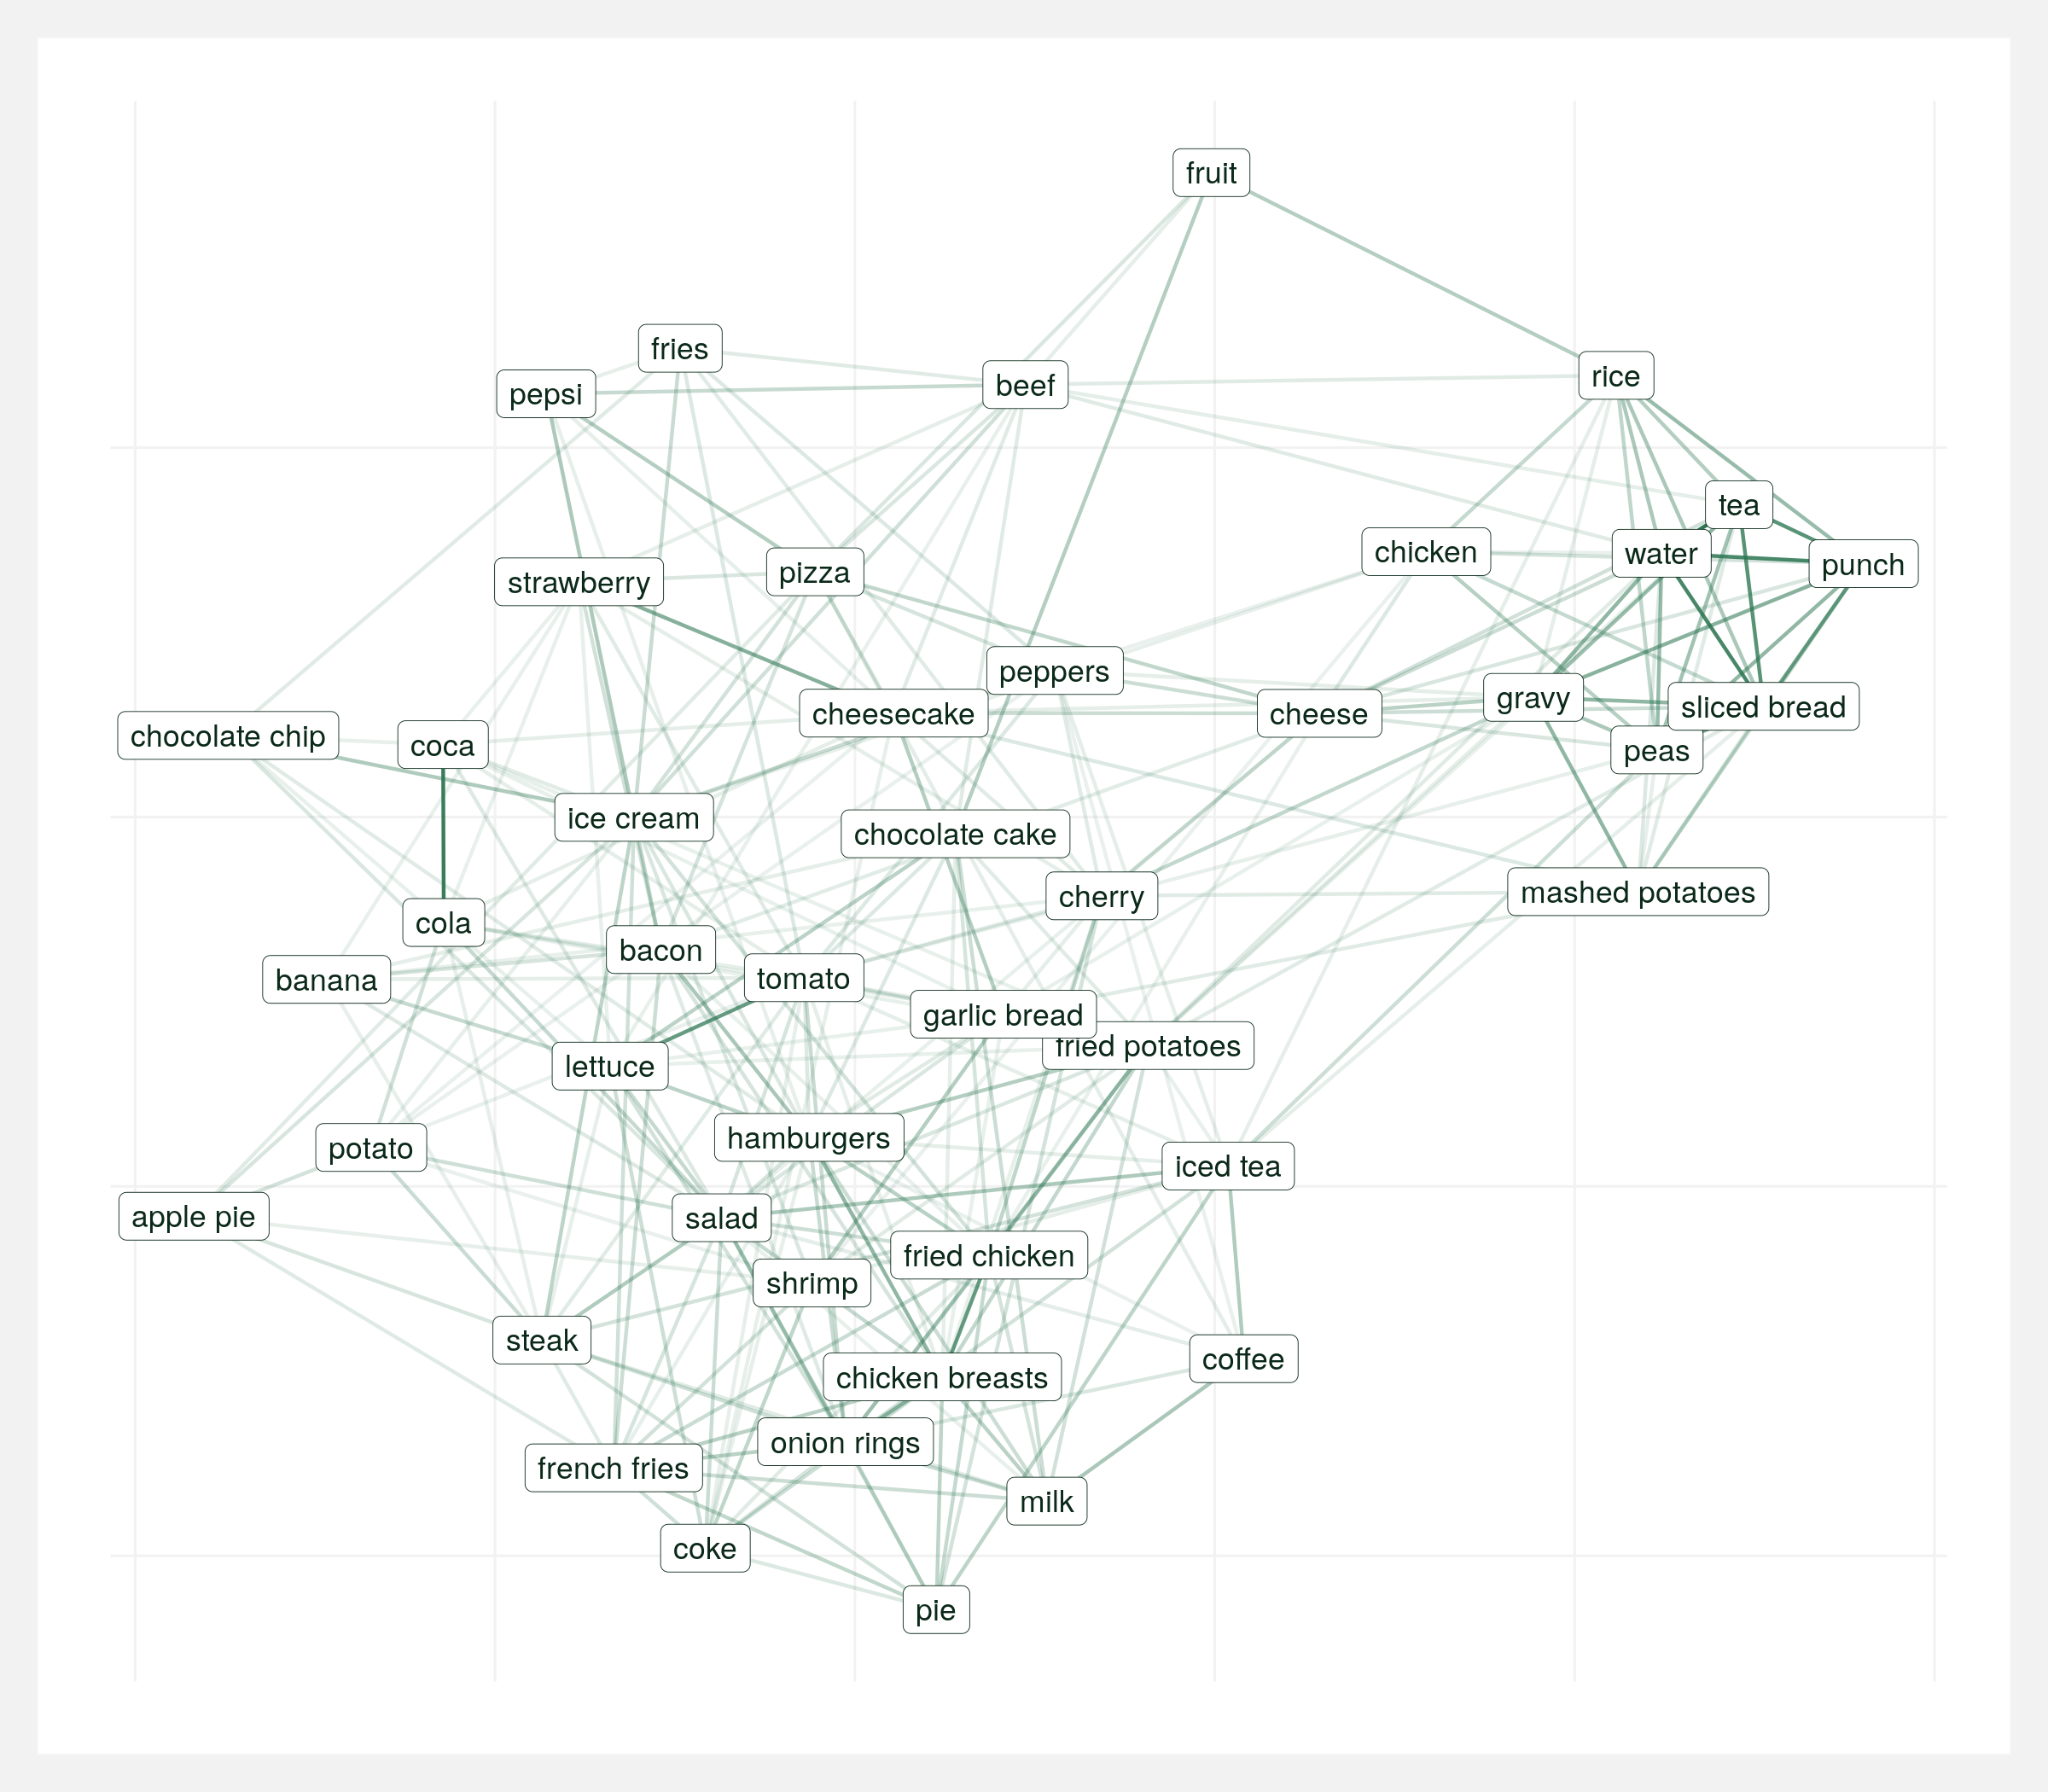 fruit
fries
rice
beef
pepsi
tea
chicken
water
punch
pizza
strawberry
peppers
gravy
sliced bread
cheesecake
cheese
chocolate chip
coca
peas
ice cream
chocolate cake
mashed potatoes
cherry
cola
bacon
tomato
banana
garlic bread
fried potatoes
lettuce
hamburgers
potato
iced tea
apple pie
salad
fried chicken
shrimp
steak
coffee
chicken breasts
onion rings
french fries
milk
coke
pie